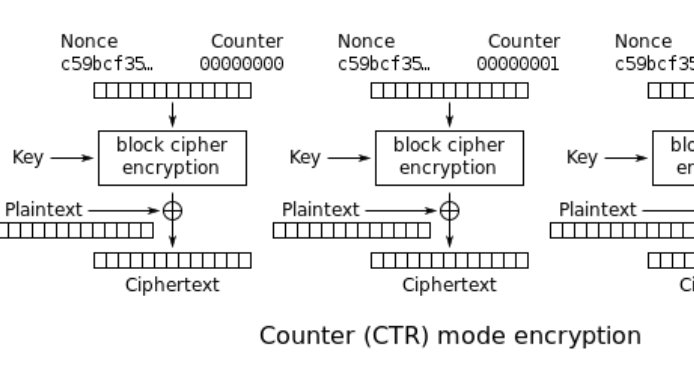 Nonce Counter Nonce Counter Nonce
c59bcf35… 00000000 c59bcf35… 00000001 c59bcf35
block cipher block cipher
Key encryption Key encryption Key
Plaintext Plaintext Plaintext
Ciphertext Ciphertext
Counter (CTR) mode encryption